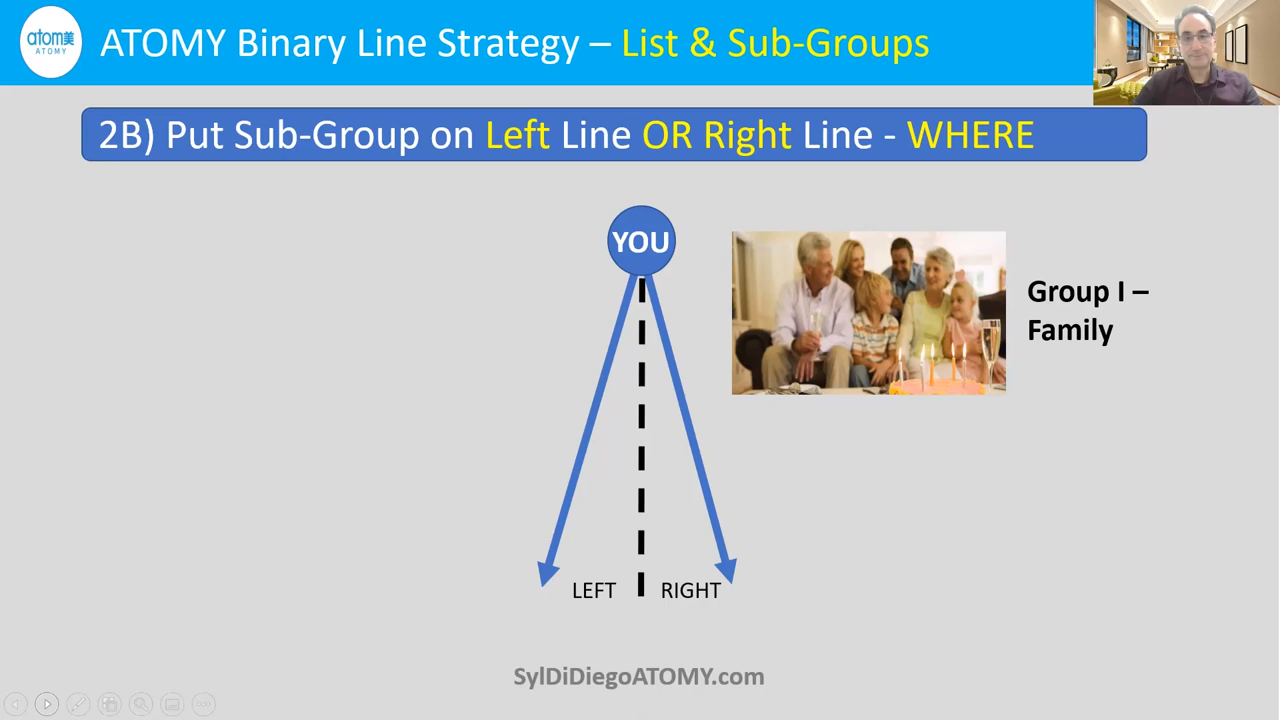 atom美
ATOMY
ATOMY Binary Line Strategy – List & Sub-Groups
2B) Put Sub-Group on Left Line OR Right Line - WHERE
YOU
Group I –
Family
LEFT
RIGHT
SylDiDiegoATOMY.com